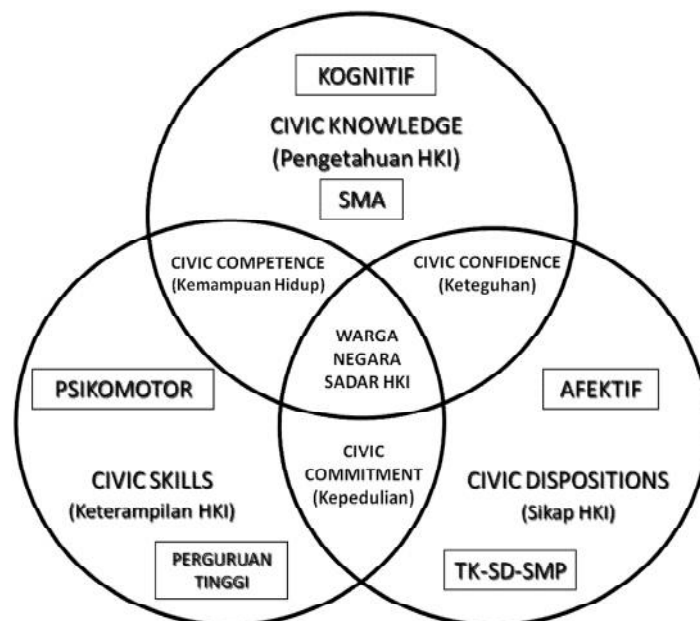 KOGNITIF
CIVIC KNOWLEDGE
(Pengetahuan HKI)
SMA
CIVIC COMPETENCE
(Kemampuan Hidup)
CIVIC CONFIDENCE
(Keteguhan)
WARGA
NEGARA
SADAR HKI
PSIKOMOTOR
AFEKTIF
CIVIC
COMMITMENT
(Kepedulian)
CIVIC SKILLS
(Keterampilan HKI)
CIVIC DISPOSITIONS
(Sikap HKI)
PERGURUAN
TINGGI
TK-SD-SMP